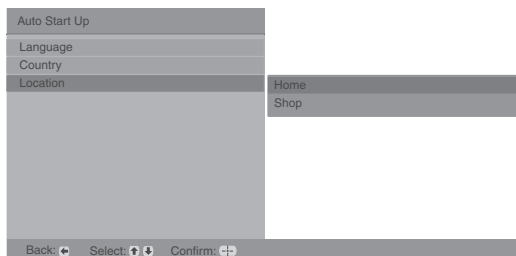 Auto Start Up
Language
Country
Location
Home
Shop
Back: Select: Confirm: